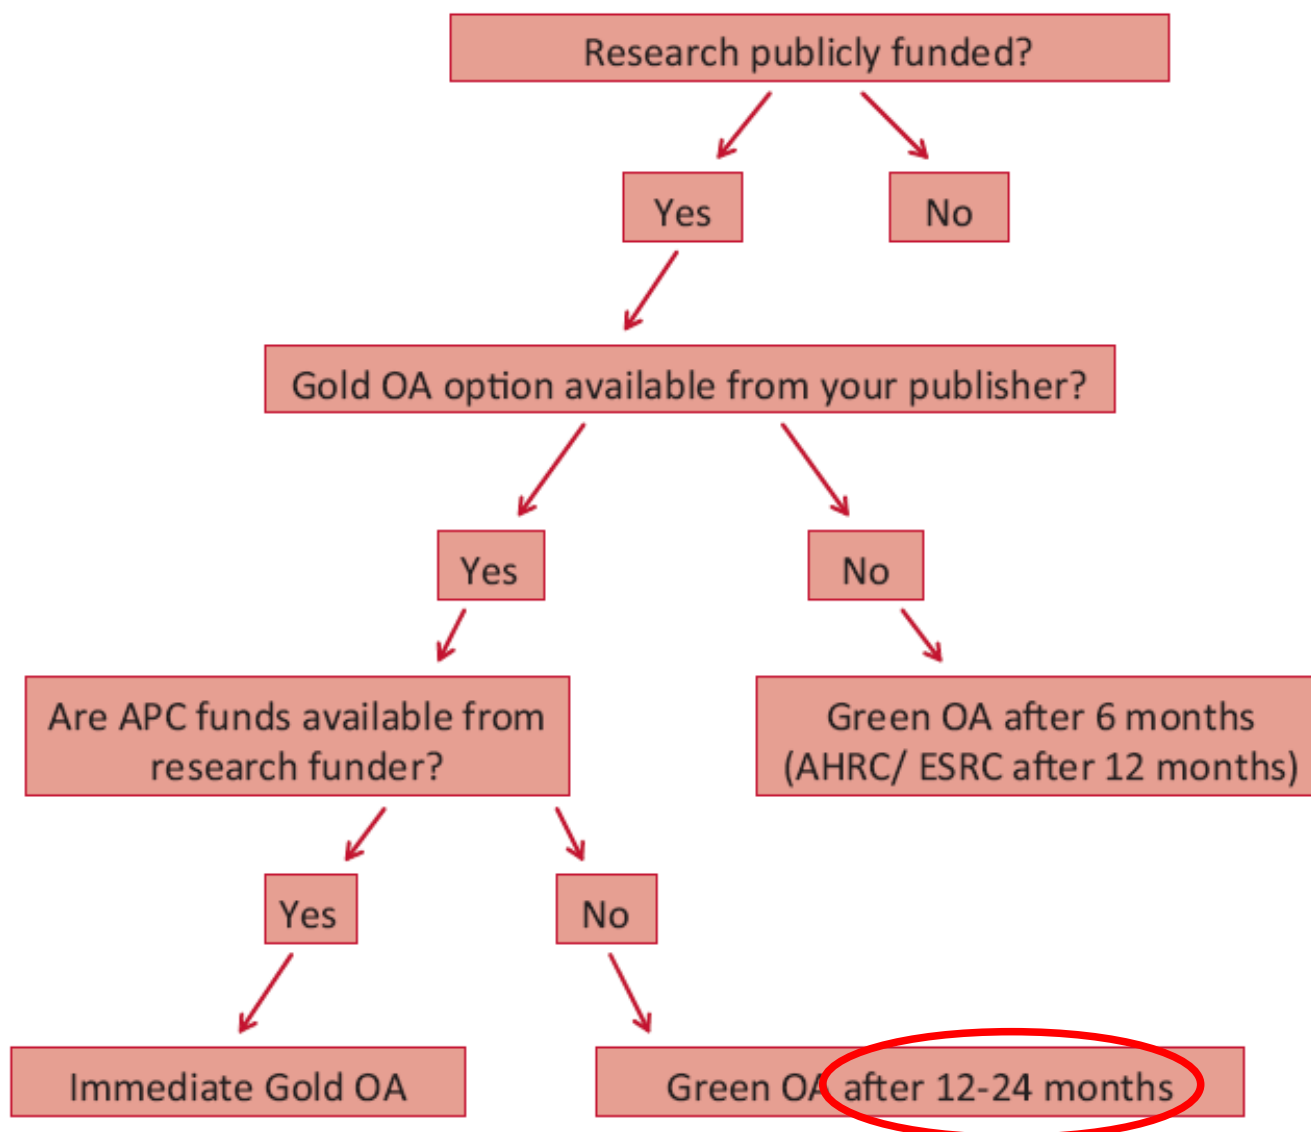 Research publicly funded?
Yes
No
Gold OA option available from your publisher?
Yes
No
Are APC funds available from
research funder?
Green OA after 6 months
(AHRC/ ESRC after 12 months)
Yes
No
Immediate Gold OA
Green OA after 12-24 months